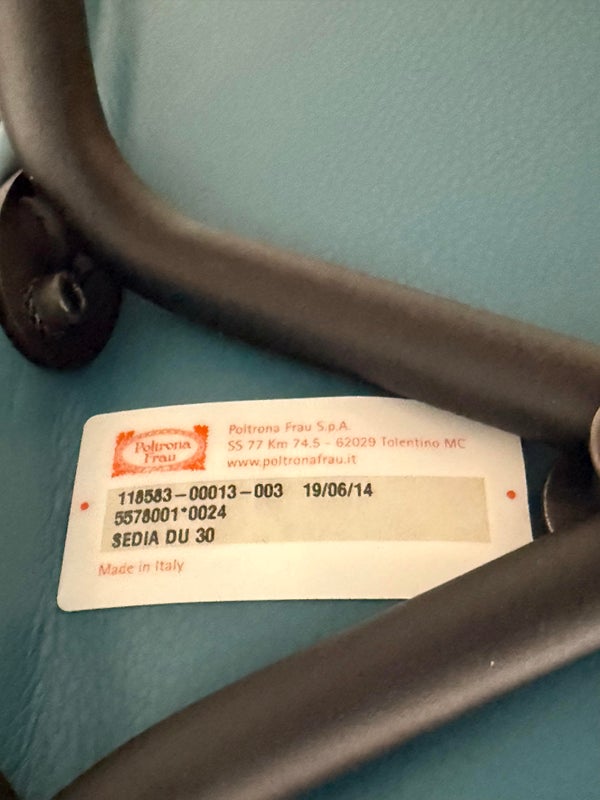 Poltrona
Frau
Poltrona Frau S.p.A.
SS 77 Km 74.5 - 62029 Tolentino MC
www.poltronafrau.it
118583-00013-003 19/06/14
5578001*0024
SEDIA DU 30
Made in Italy